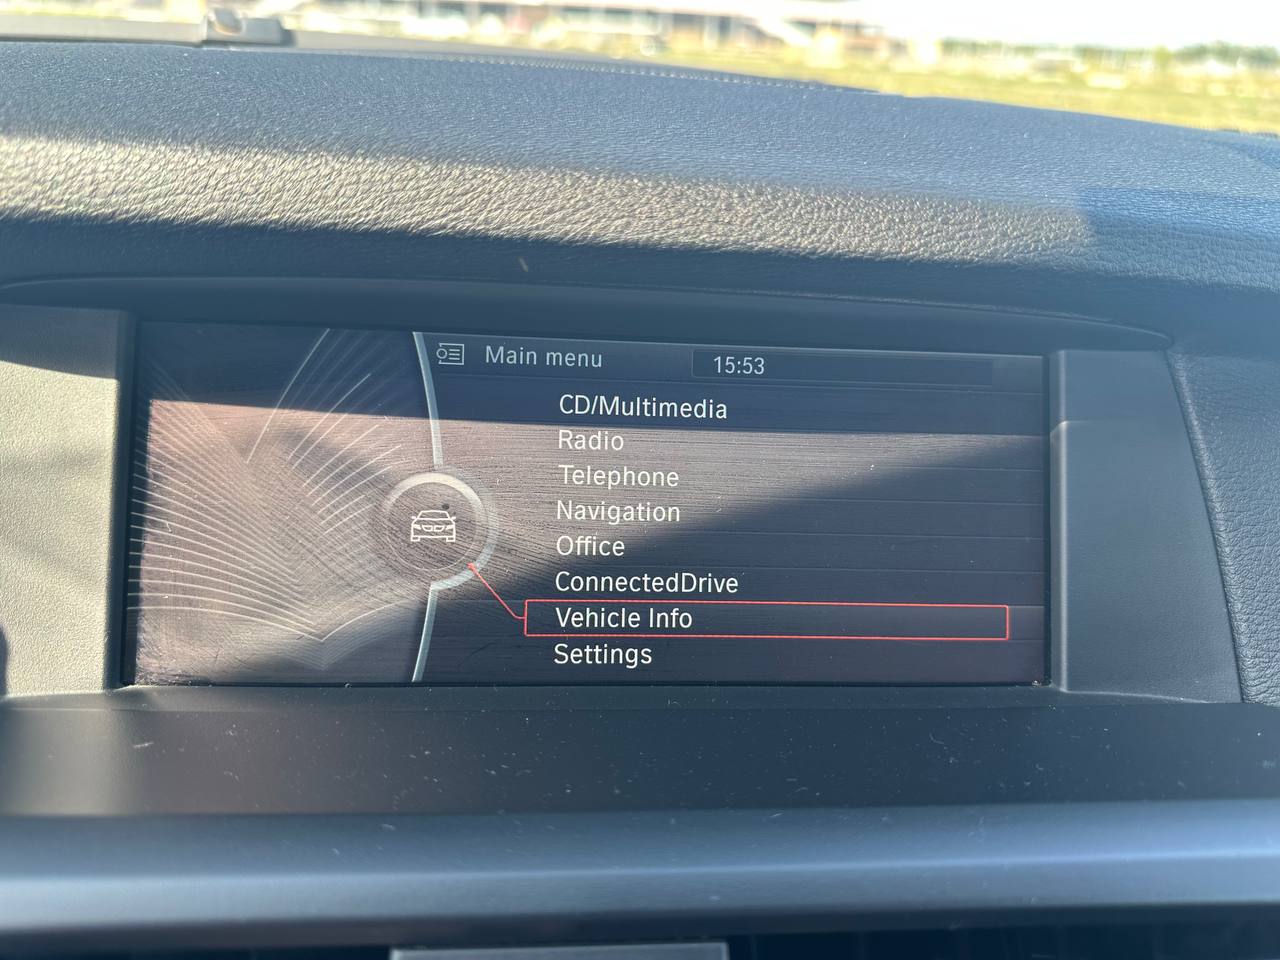 Main menu
15:53
CD/Multimedia
Radio
Telephone
Navigation
Office
ConnectedDrive
Vehicle Info
Settings